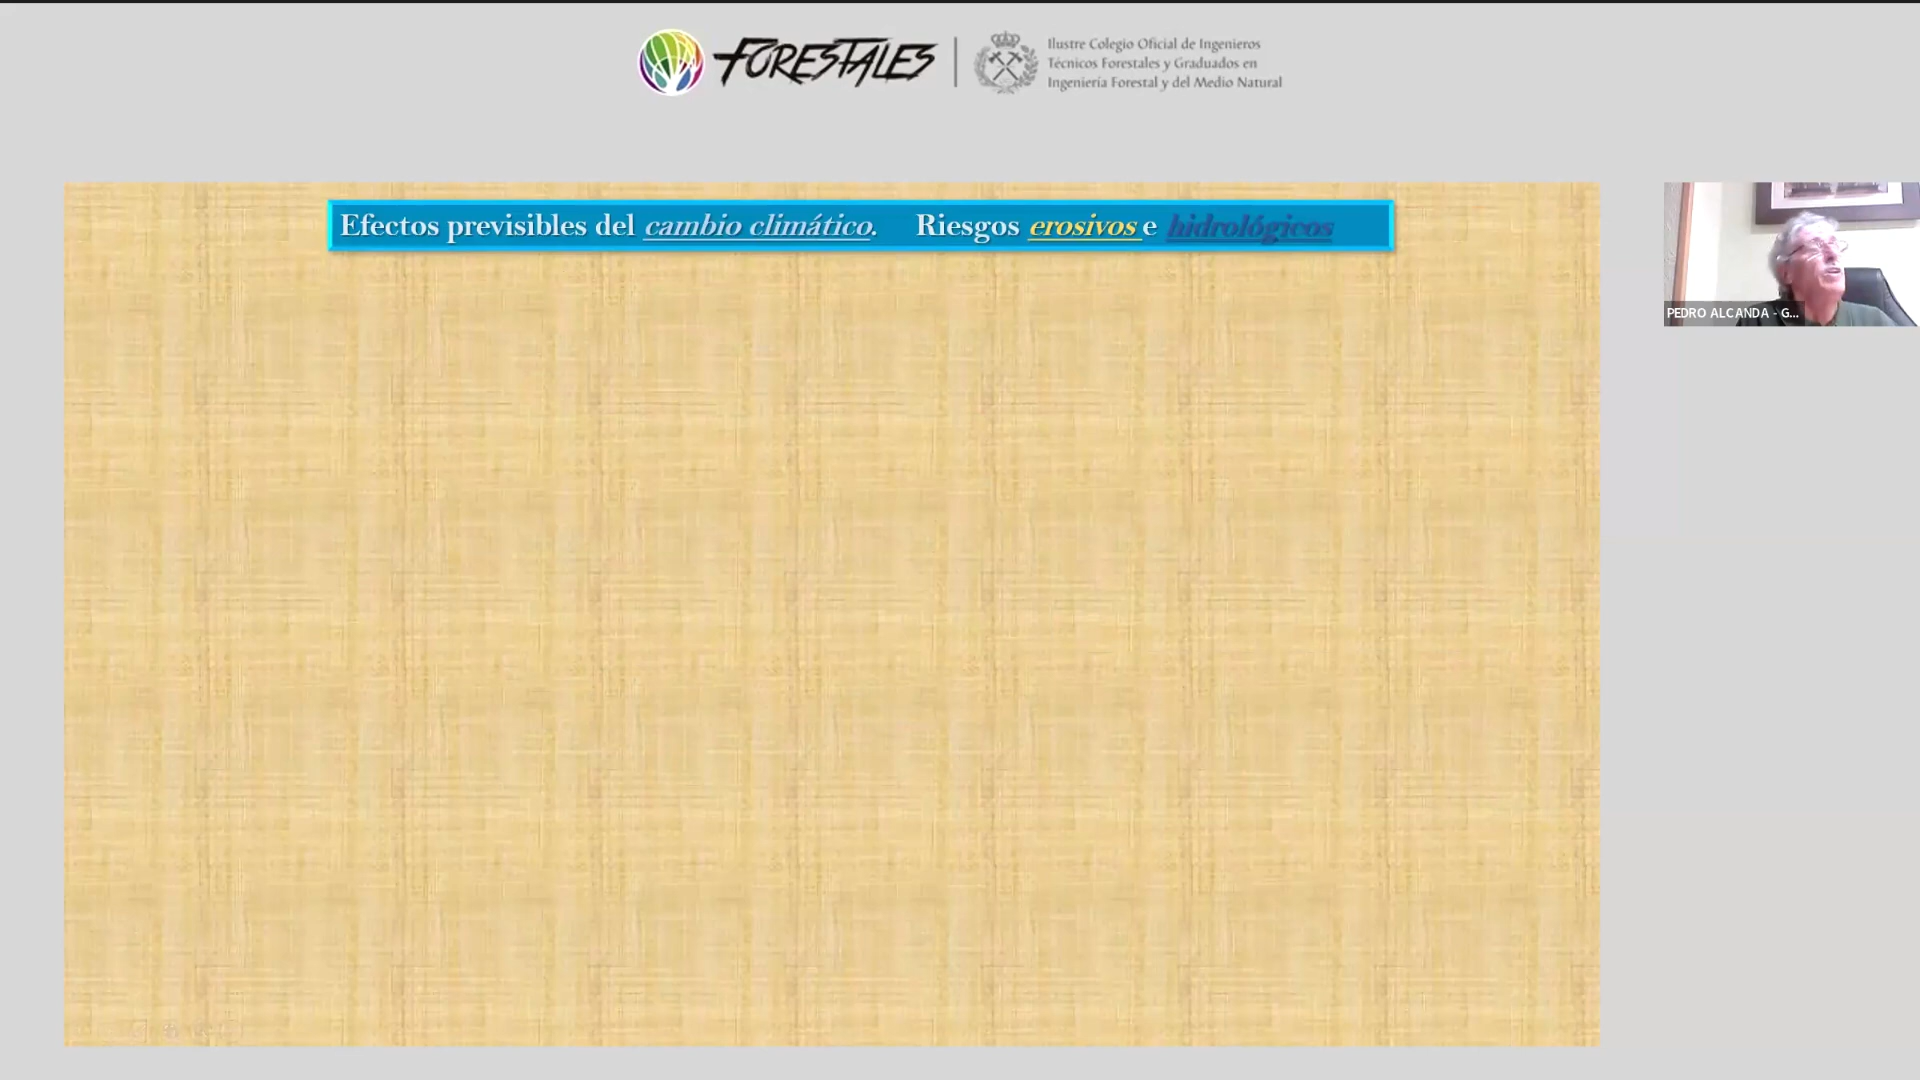 FORESTALES
Ilustre Colegio Oficial de Ingenieros
Técnicos Forestales y Graduados en
Ingeniería Forestal y del Medio Natural
Efectos previsibles del cambio climático. Riesgos erosivos e hidrológicos
PEDRO ALCANDA - G...